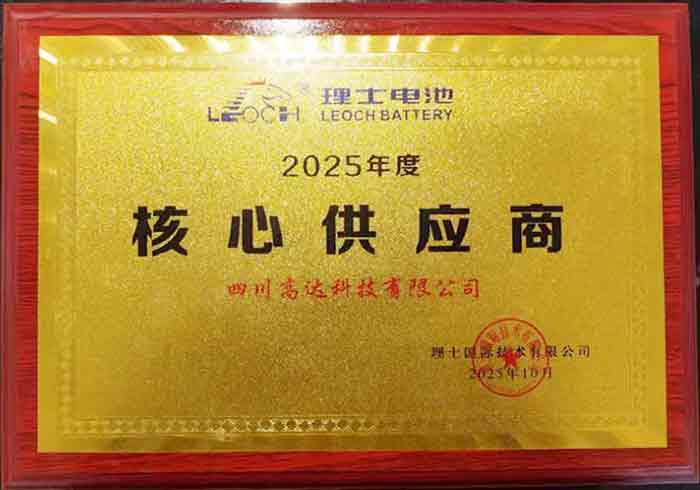 LEOCH® 理士电池
LEOCH BATTERY
2025年度
核心供应商
四川高达科技有限公司
理士国际技术有限公司
2025年10月